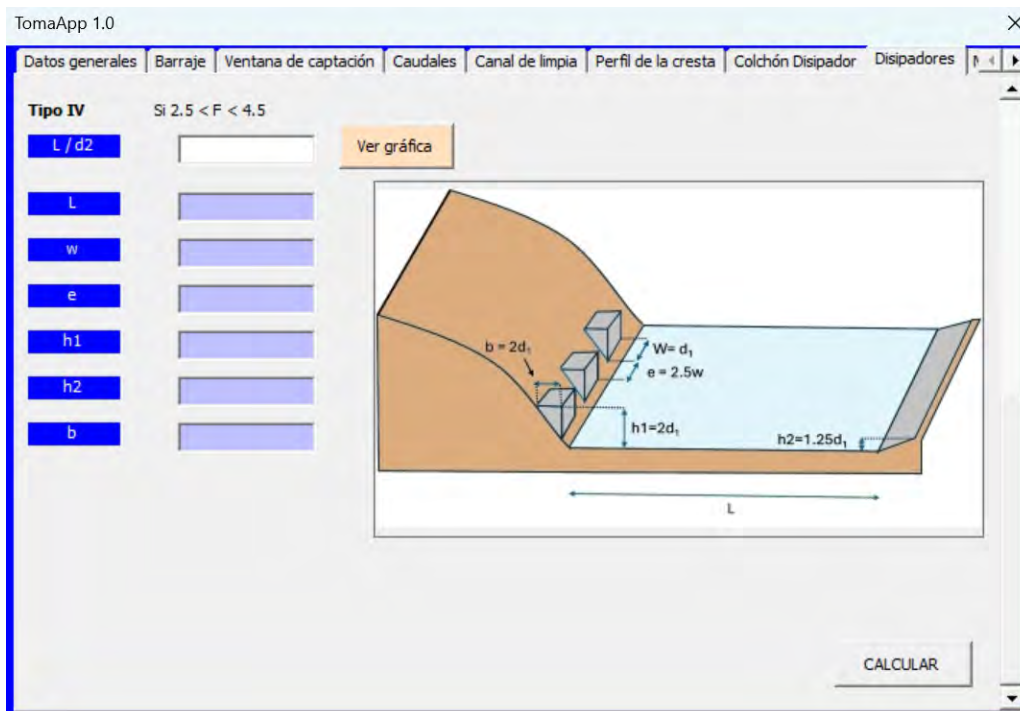 TomaApp 1.0
Datos generales Barraje Ventana de captación Caudales Canal de limpia Perfil de la cresta Colchón Disipador Disipadores
Tipo IV Si 2.5 < F < 4.5
L / d2
Ver gráfica
L
w
e
h1
h2
b
b = 2d₁
W= d₁
e = 2.5w
h1=2d₁
h2=1.25d₁
L
CALCULAR